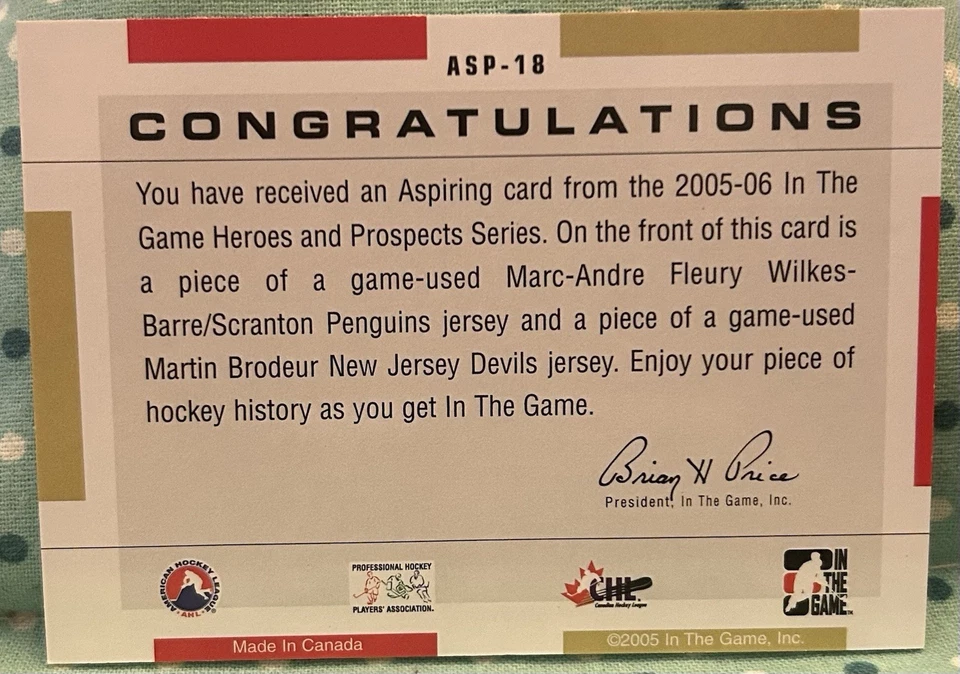 ASP-18
CONGRATULATIONS
You have received an Aspiring card from the 2005-06 In The
Game Heroes and Prospects Series. On the front of this card is
a piece of a game-used Marc-Andre Fleury Wilkes-
Barre/Scranton Penguins jersey and a piece of a game-used
Martin Brodeur New Jersey Devils jersey. Enjoy your piece of
hockey history as you get In The Game.
Brian H Price
President, In The Game, Inc.
AMERICAN HOCKEY LEAGUE
AHL
PROFESSIONAL HOCKEY
PLAYERS' ASSOCIATION.
CHL
Canadian Hockey League
IN
THE
GAME
Made In Canada
©2005 In The Game, Inc.